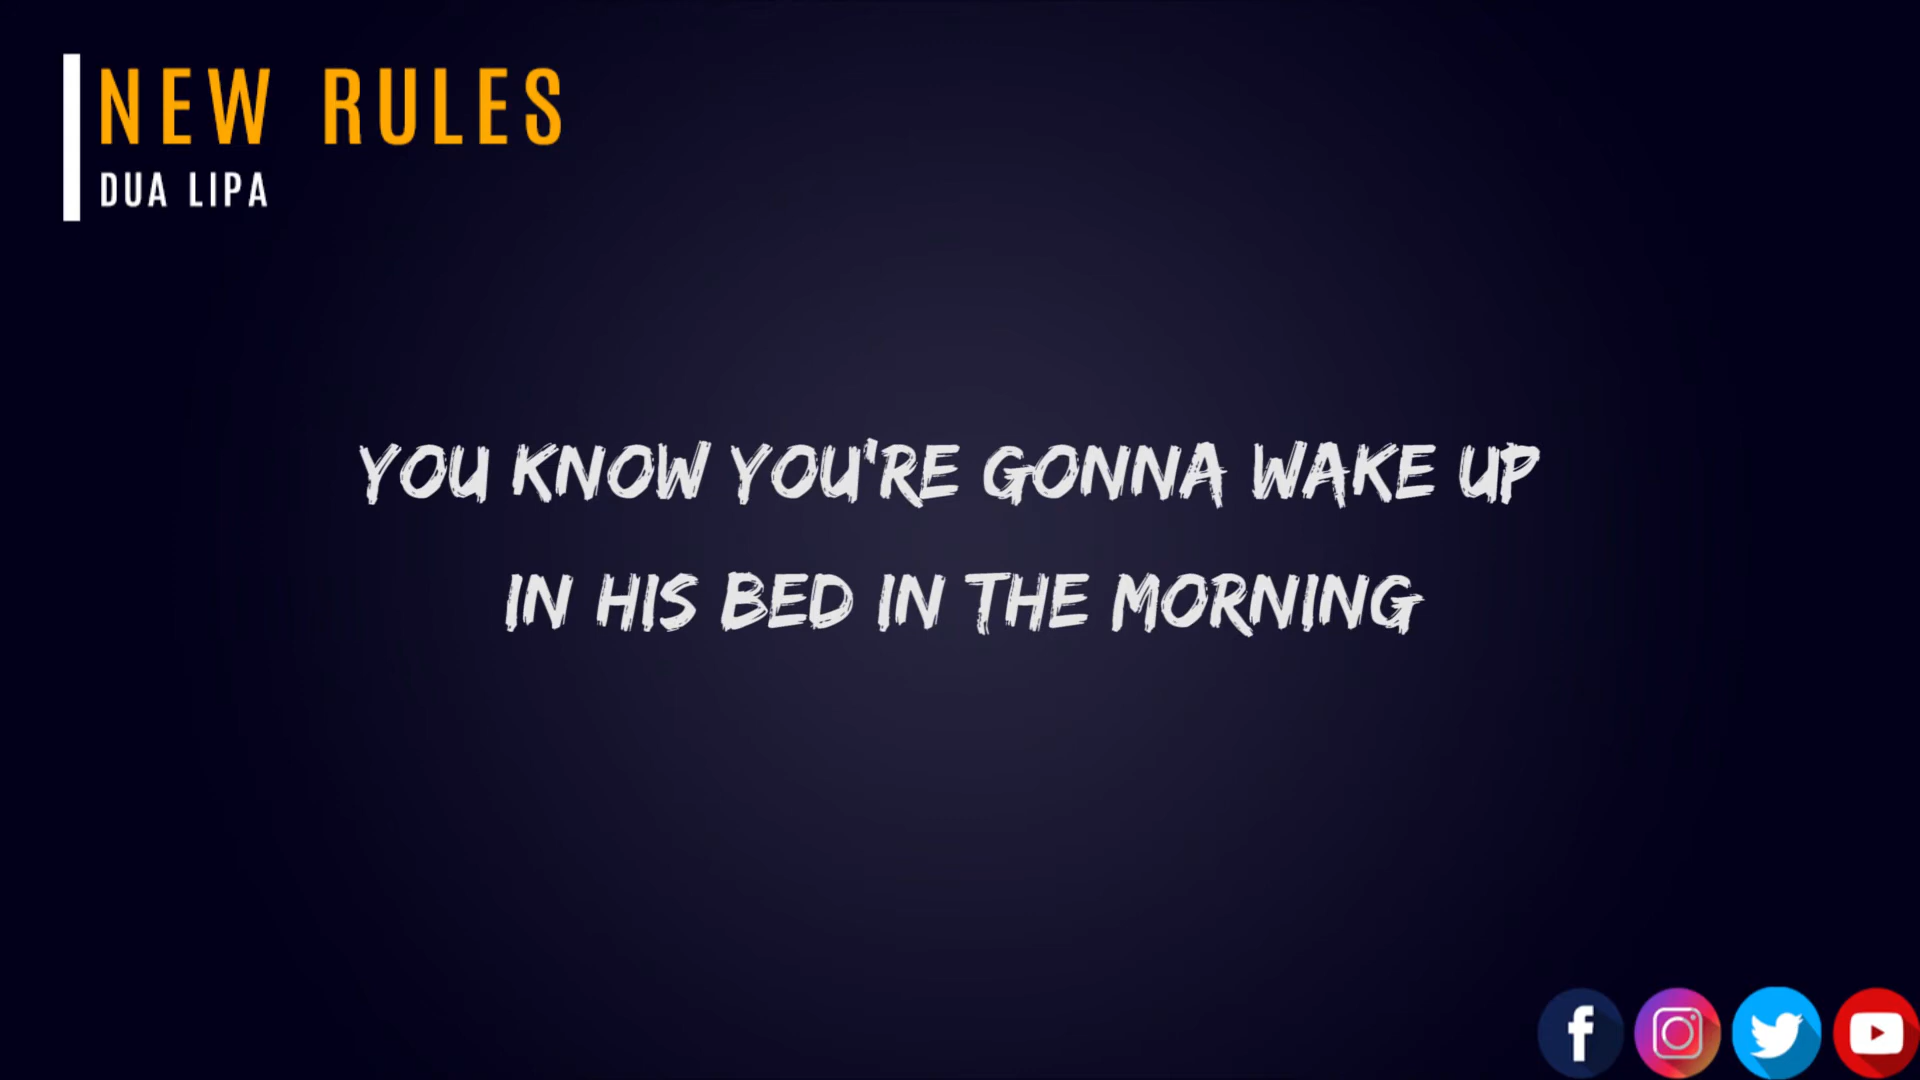 NEW RULES
DUA LIPA
YOU KNOW YOU'RE GONNA WAKE UP
IN HIS BED IN THE MORNING